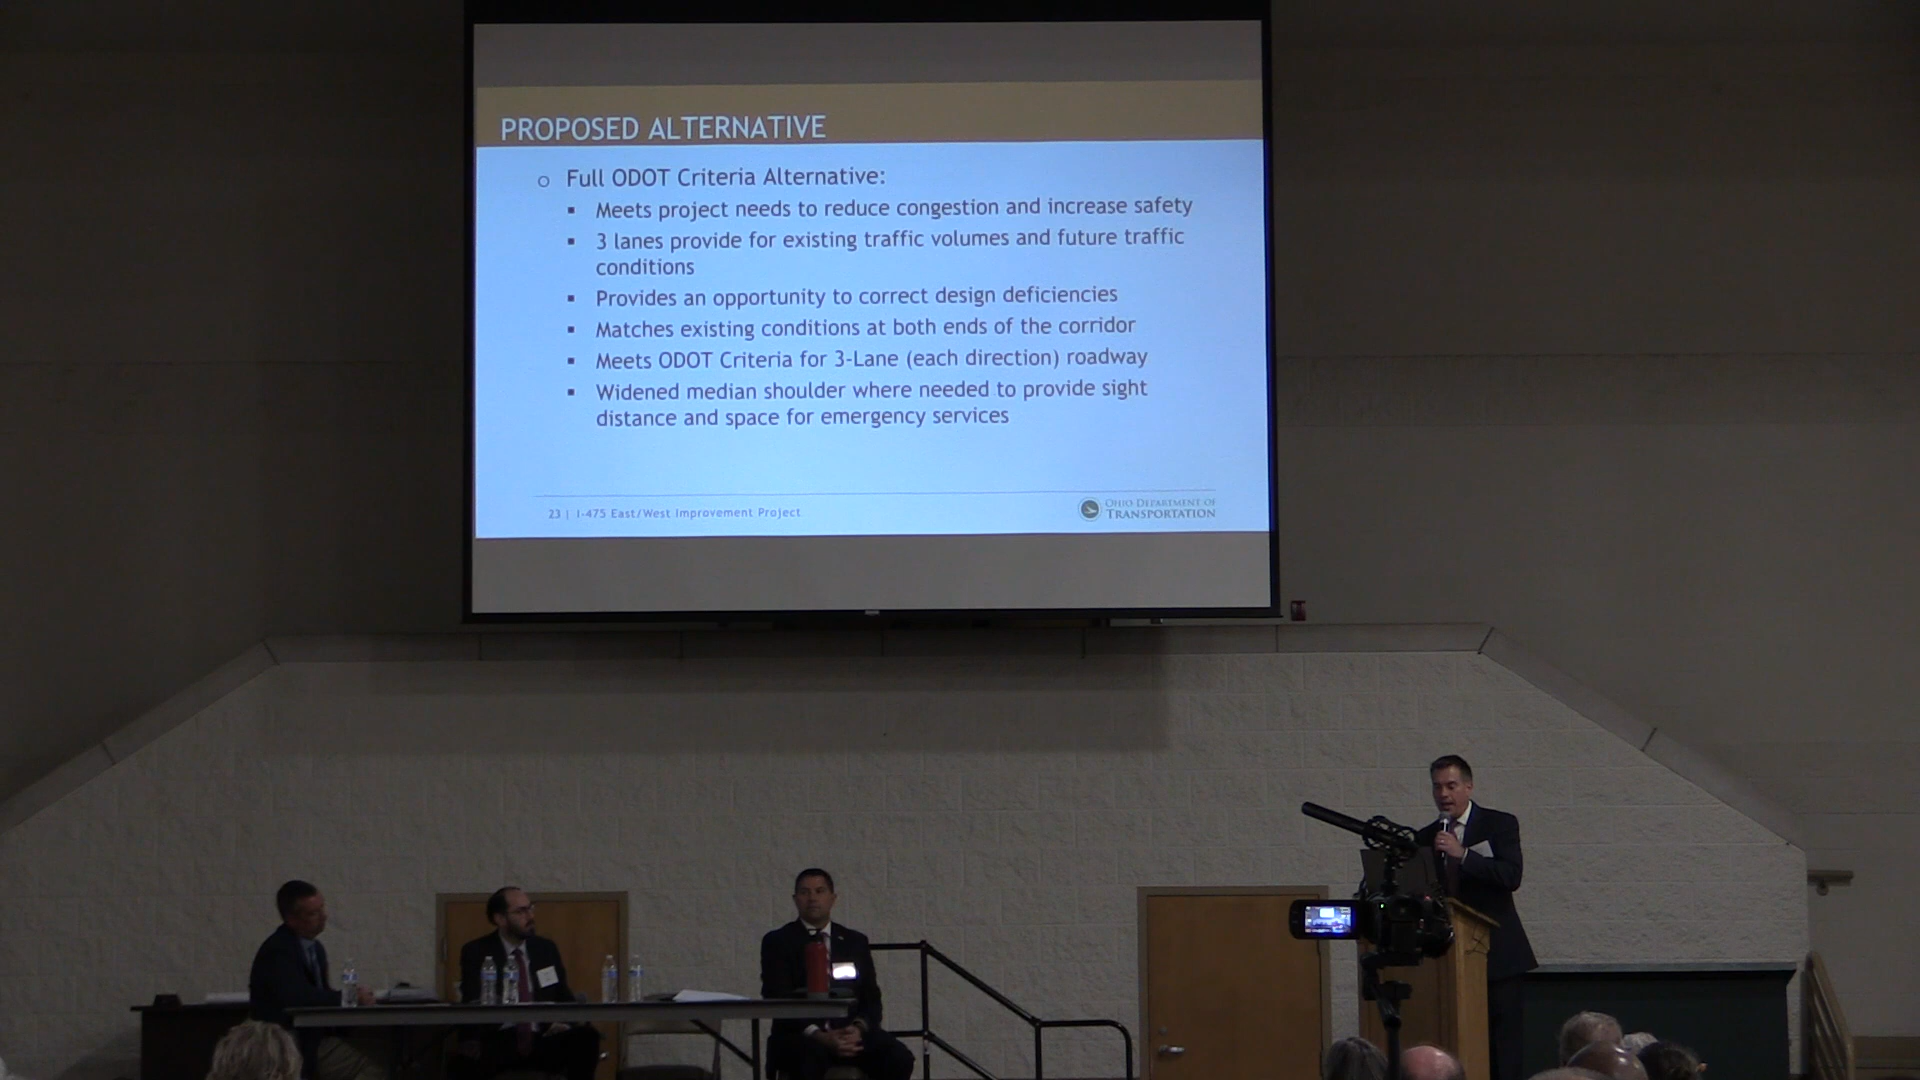 PROPOSED ALTERNATIVE
o Full ODOT Criteria Alternative:
▪ Meets project needs to reduce congestion and increase safety
▪ 3 lanes provide for existing traffic volumes and future traffic
conditions
▪ Provides an opportunity to correct design deficiencies
▪ Matches existing conditions at both ends of the corridor
▪ Meets ODOT Criteria for 3-Lane (each direction) roadway
▪ Widened median shoulder where needed to provide sight
distance and space for emergency services
23 | I-475 East/West Improvement Project
OHIO DEPARTMENT OF
TRANSPORTATION